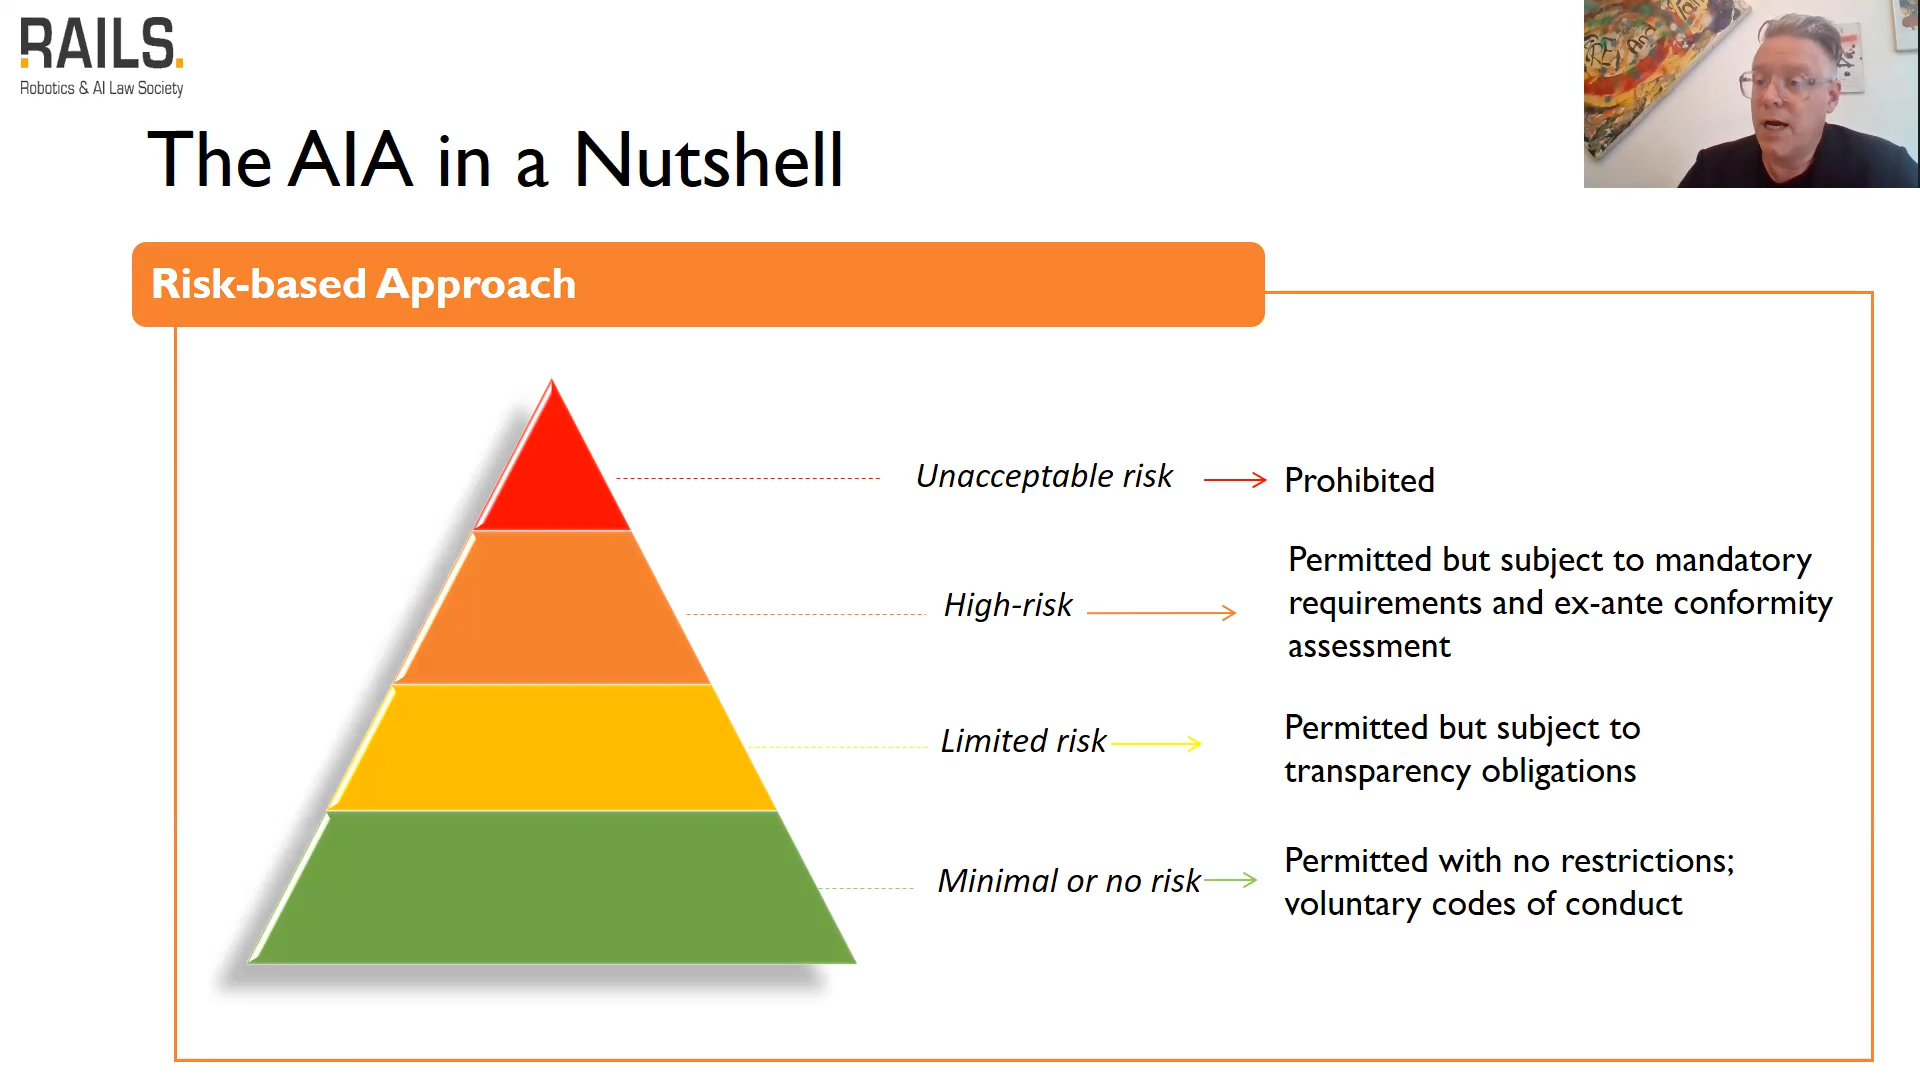 RAILS.
Robotics & AI Law Society
The AIA in a Nutshell
Risk-based Approach
Unacceptable risk
Prohibited
High-risk
Permitted but subject to mandatory
requirements and ex-ante conformity
assessment
Limited risk
Permitted but subject to
transparency obligations
Minimal or no risk
Permitted with no restrictions;
voluntary codes of conduct